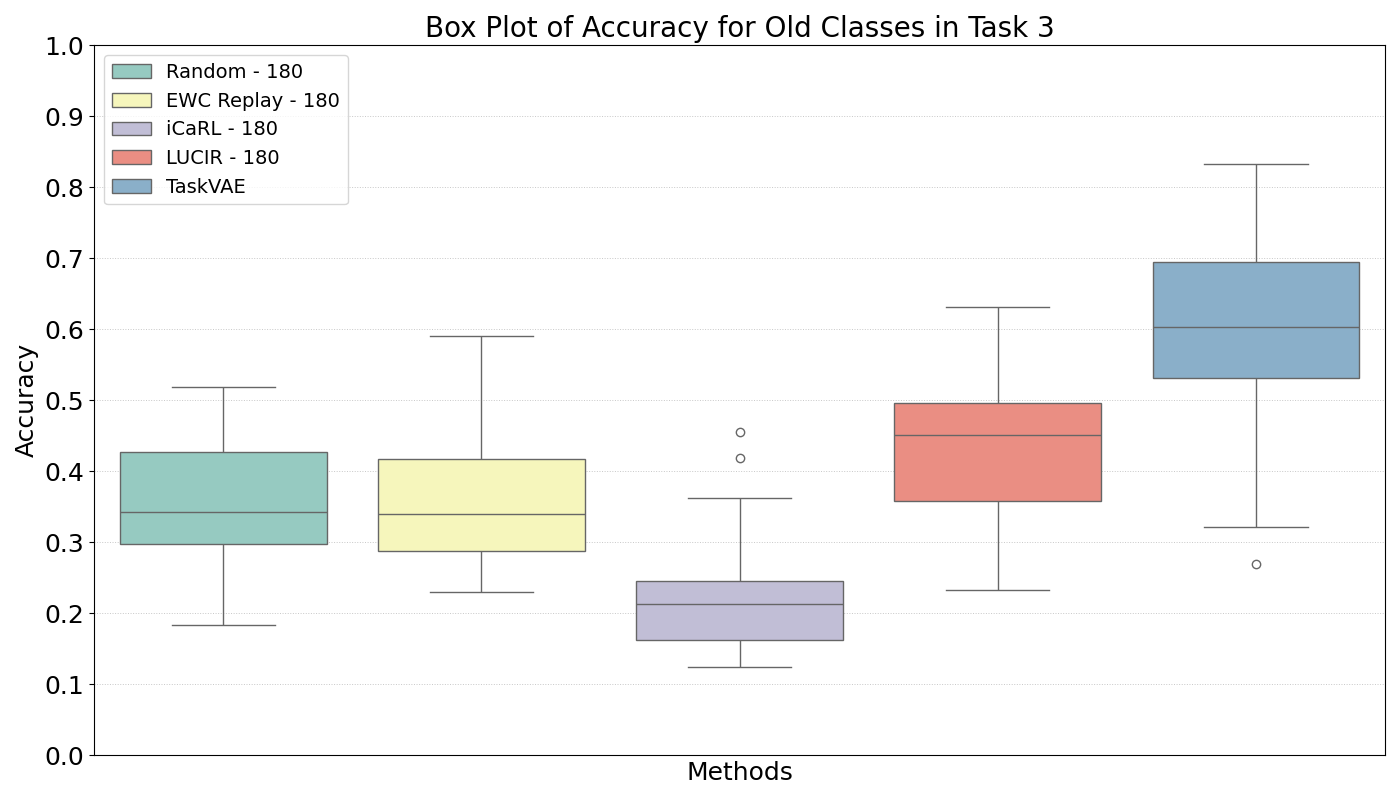 Box Plot of Accuracy for Old Classes in Task 3
1.0
0.9
0.8
0.7
0.6
0.5
0.4
0.3
0.2
0.1
0.0
Accuracy
Random - 180
EWC Replay - 180
iCaRL - 180
LUCIR - 180
TaskVAE
Methods